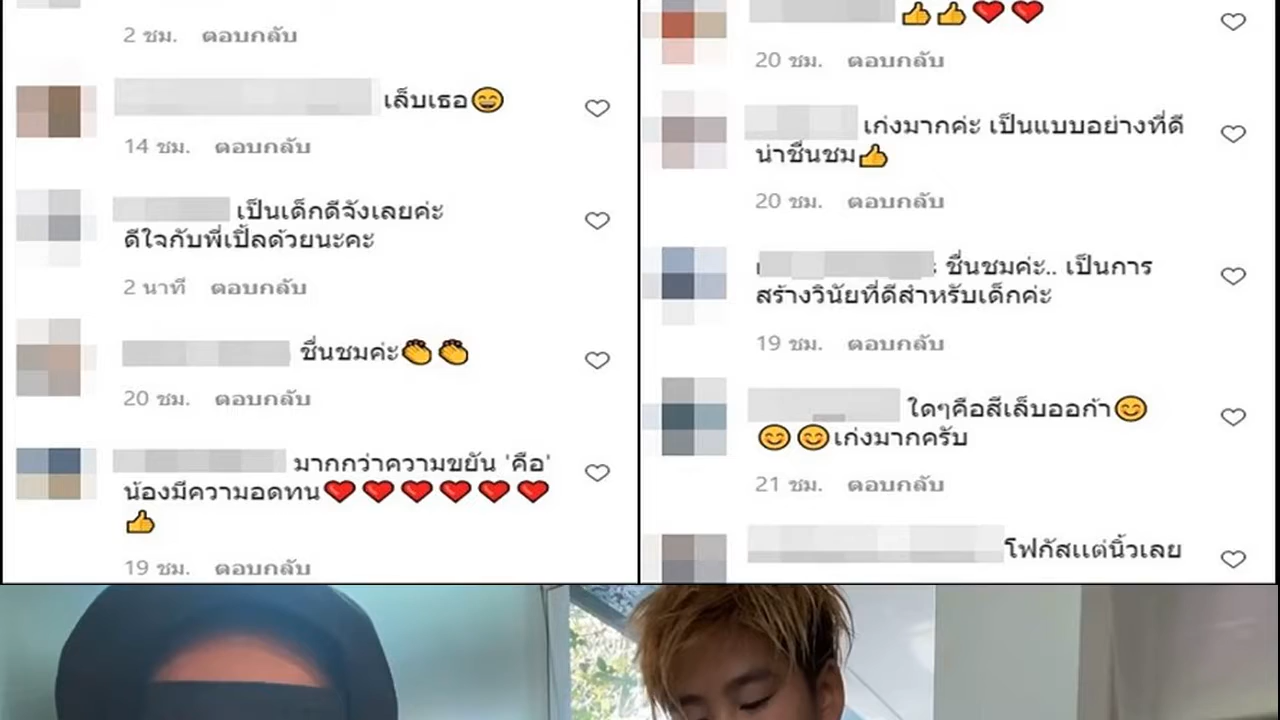 2 ชม. ตอบกลับ
เล็บเธอ😄
14 ชม. ตอบกลับ
เป็นเด็กดีจังเลยค่ะ
ดีใจกับพี่เปิ้ลด้วยนะคะ
2 นาที ตอบกลับ
ชื่นชมค่ะ👏👏
20 ชม. ตอบกลับ
มากกว่าความขยัน 'คือ'
น้องมีความอดทน❤️❤️❤️❤️❤️❤️
👍
19 ชม. ตอบกลับ
👍👍❤️❤️
20 ชม. ตอบกลับ
เก่งมากค่ะ เป็นแบบอย่างที่ดี
น่าชื่นชม👍
20 ชม. ตอบกลับ
ชื่นชมค่ะ.. เป็นการ
สร้างวินัยที่ดีสำหรับเด็กค่ะ
19 ชม. ตอบกลับ
ใดๆคือสีเล็บออก้า😊
😊😊เก่งมากครับ
21 ชม. ตอบกลับ
โฟกัสแต่นิ้วเลย